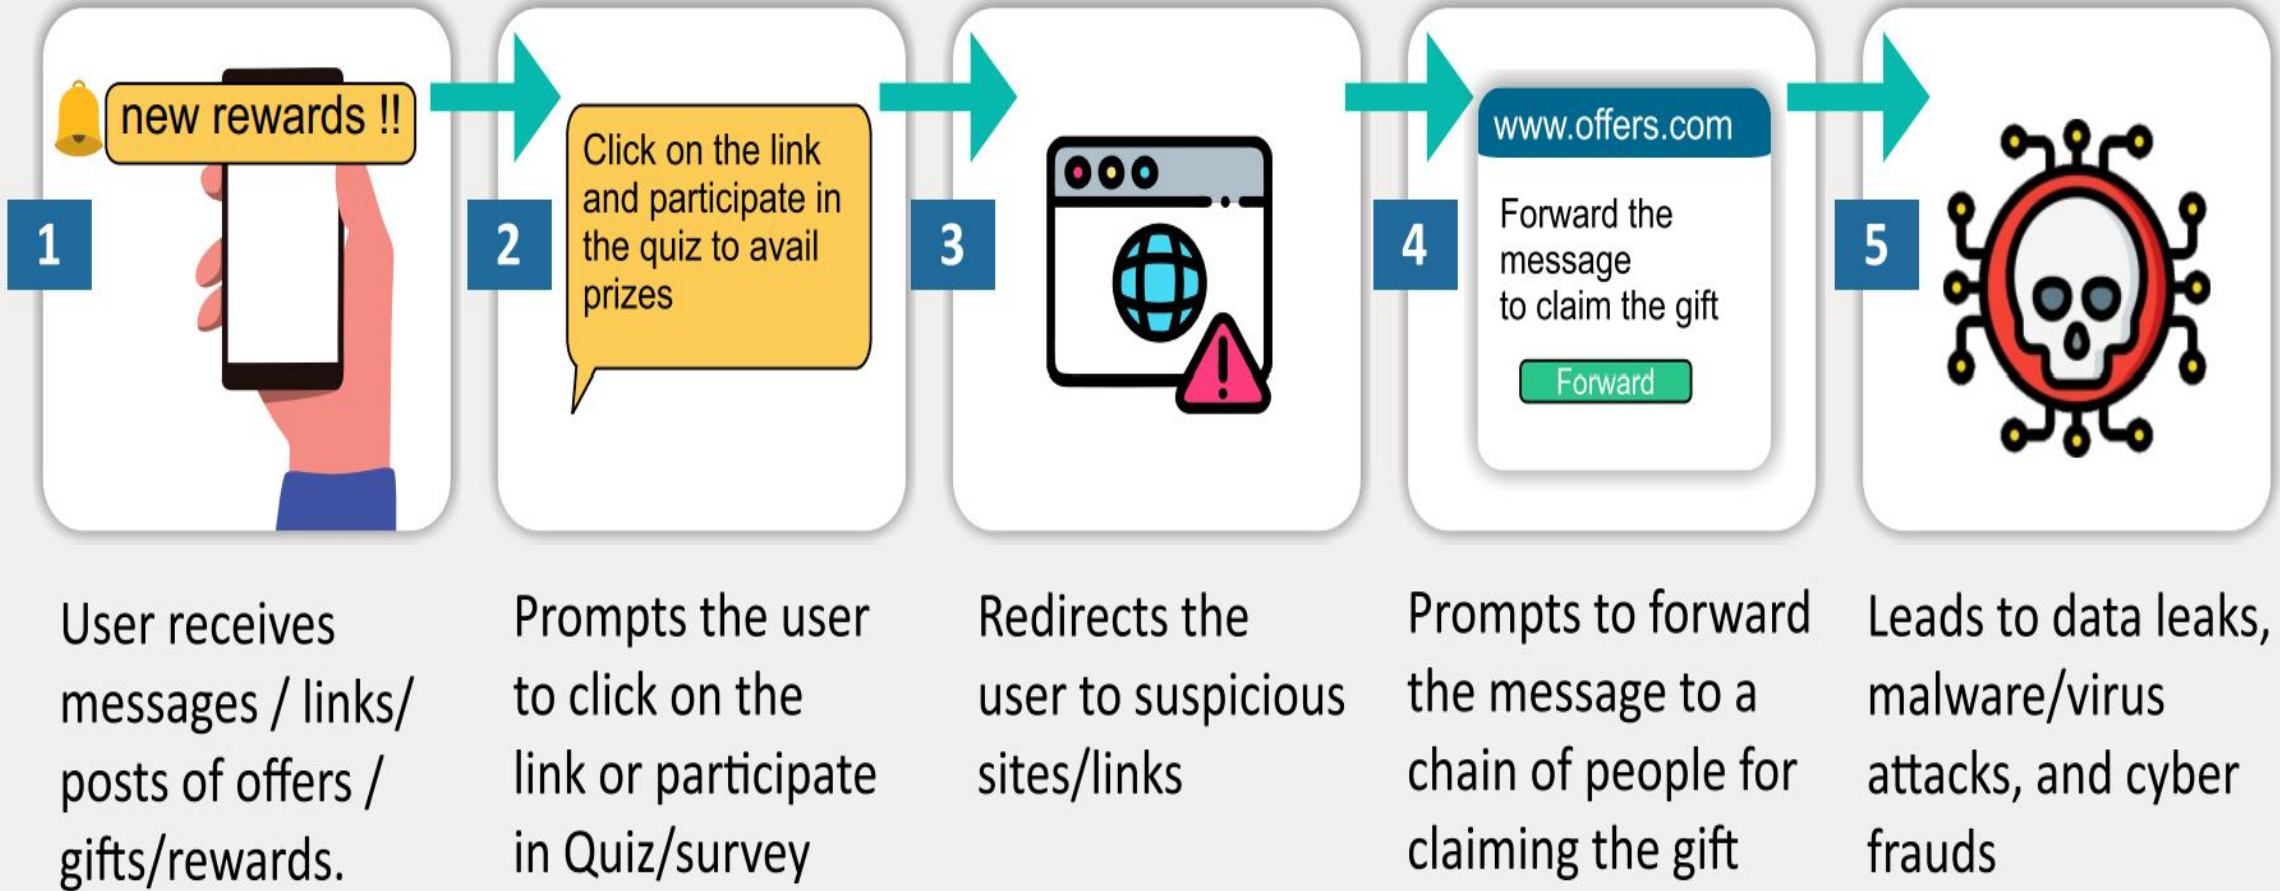 new rewards !!
1
Click on the link
and participate in
the quiz to avail
prizes
2
3
www.offers.com
Forward the
message
to claim the gift
Forward
4
5
User receives
messages / links/
posts of offers /
gifts/rewards.
Prompts the user
to click on the
link or participate
in Quiz/survey
Redirects the
user to suspicious
sites/links
Prompts to forward
the message to a
chain of people for
claiming the gift
Leads to data leaks,
malware/virus
attacks, and cyber
frauds